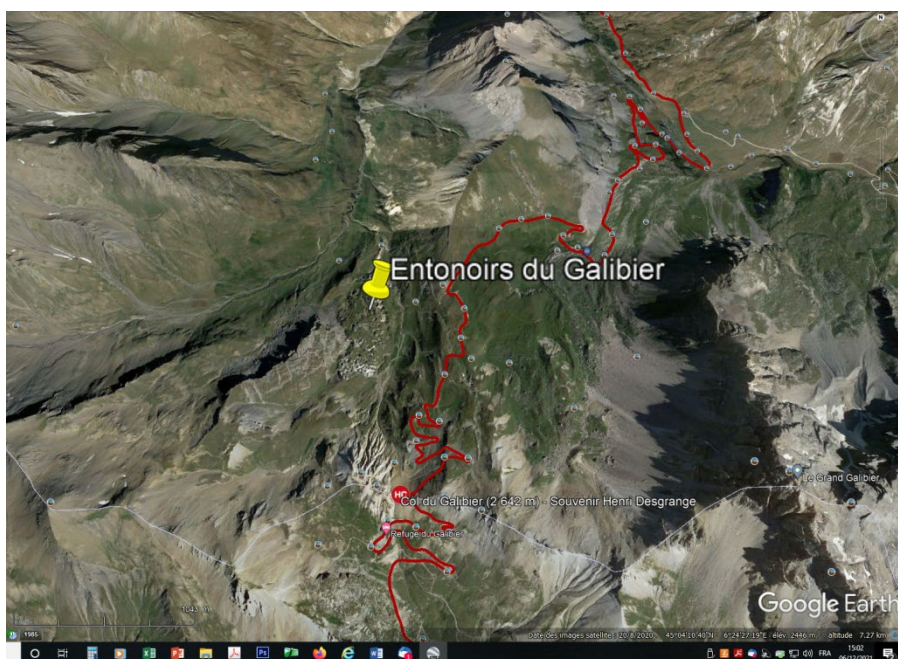 N
Entonoirs du Galibier
Le Grand Galibier
HC
Col du Galibier (2 642 m) - Souvenir Henri Desgrange
Refuge du Galibier
Google Earth
1043 m
1985
Date des images satellite : 20/8/2020 45°04'10.40"N 6°24'27.19"E élév. 2446 m altitude 7.27 km
FRA
15:02
06/12/2021